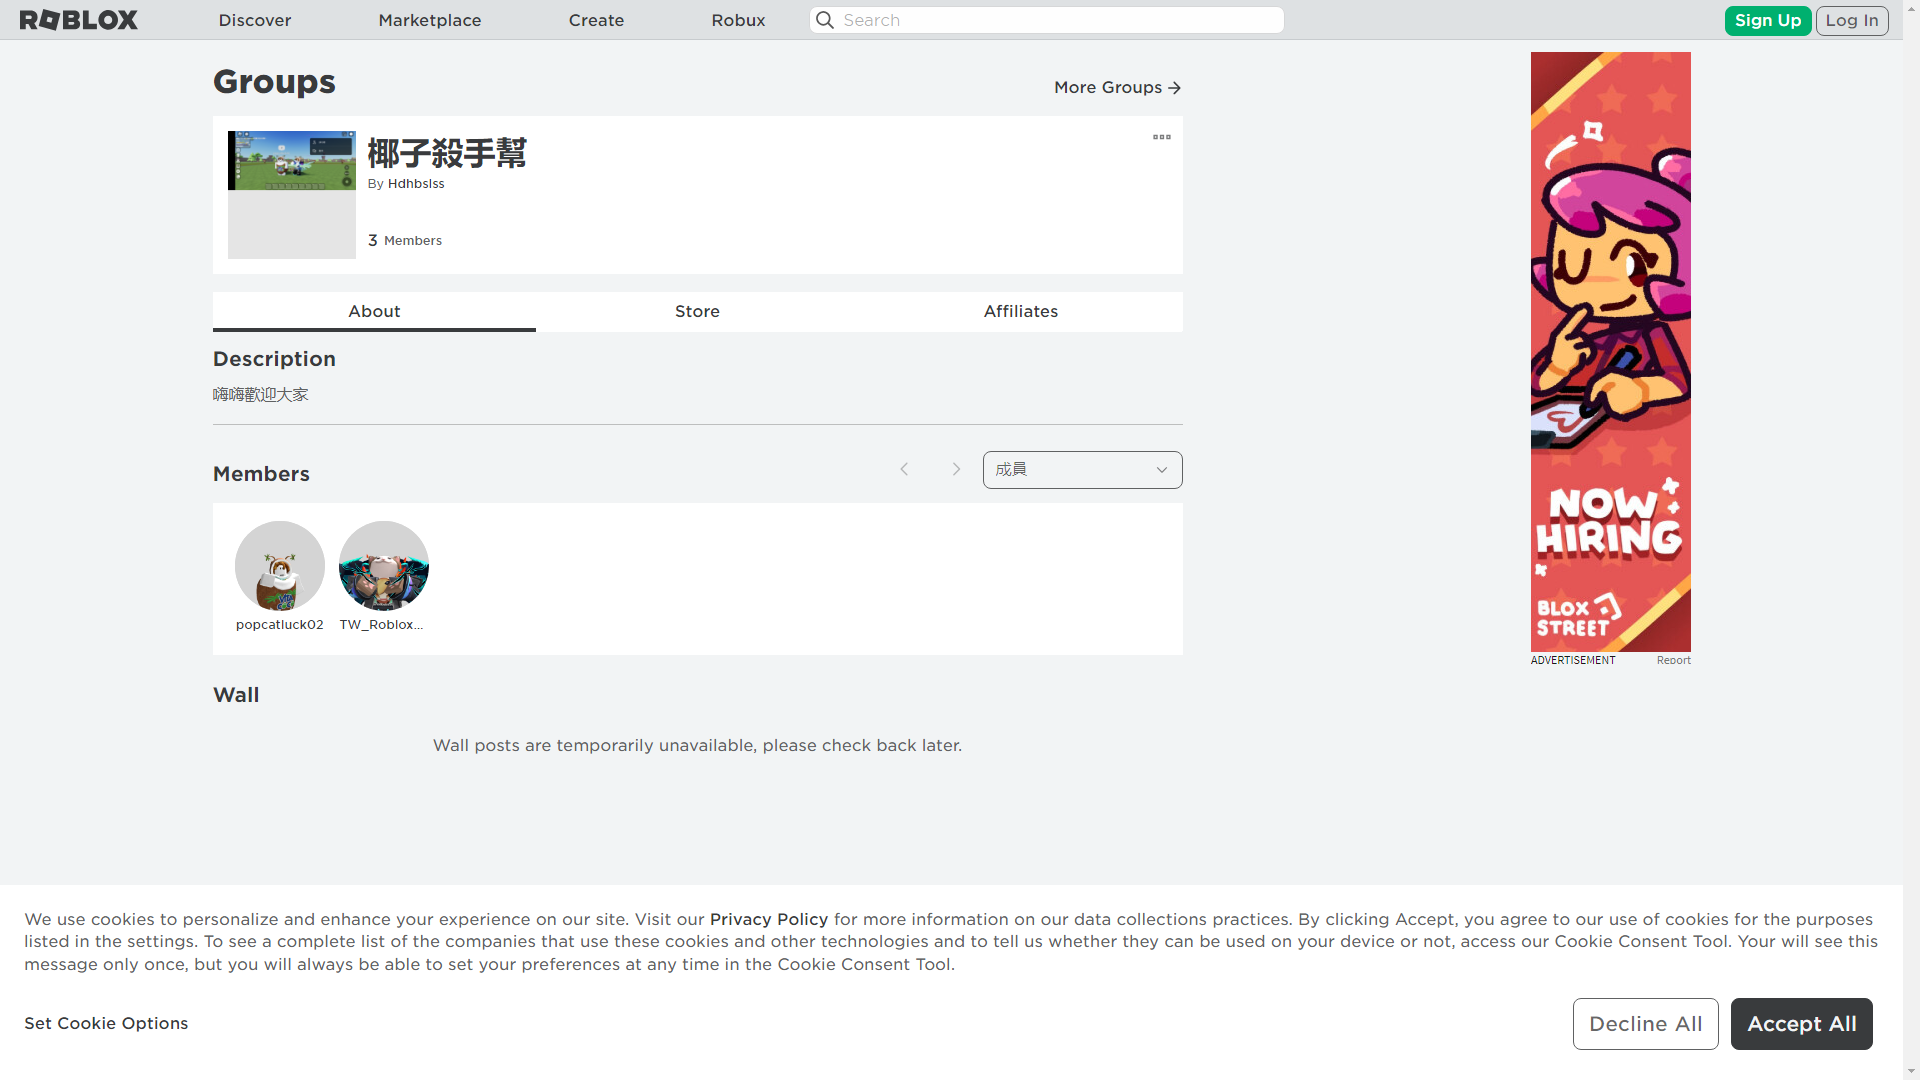 ROBLOX
Discover
Marketplace
Create
Robux
Search
Sign Up
Log In
Groups
More Groups
椰子殺手幫
By Hdhbslss
3 Members
About
Store
Affiliates
Description
嗨嗨歡迎大家
Members
成員
popcatluck02
TW_Roblox...
Wall
Wall posts are temporarily unavailable, please check back later.
NOW
HIRING
BLOX
STREET
ADVERTISEMENT
Report
We use cookies to personalize and enhance your experience on our site. Visit our Privacy Policy for more information on our data collections practices. By clicking Accept, you agree to our use of cookies for the purposes
listed in the settings. To see a complete list of the companies that use these cookies and other technologies and to tell us whether they can be used on your device or not, access our Cookie Consent Tool. Your will see this
message only once, but you will always be able to set your preferences at any time in the Cookie Consent Tool.
Set Cookie Options
Decline All
Accept All